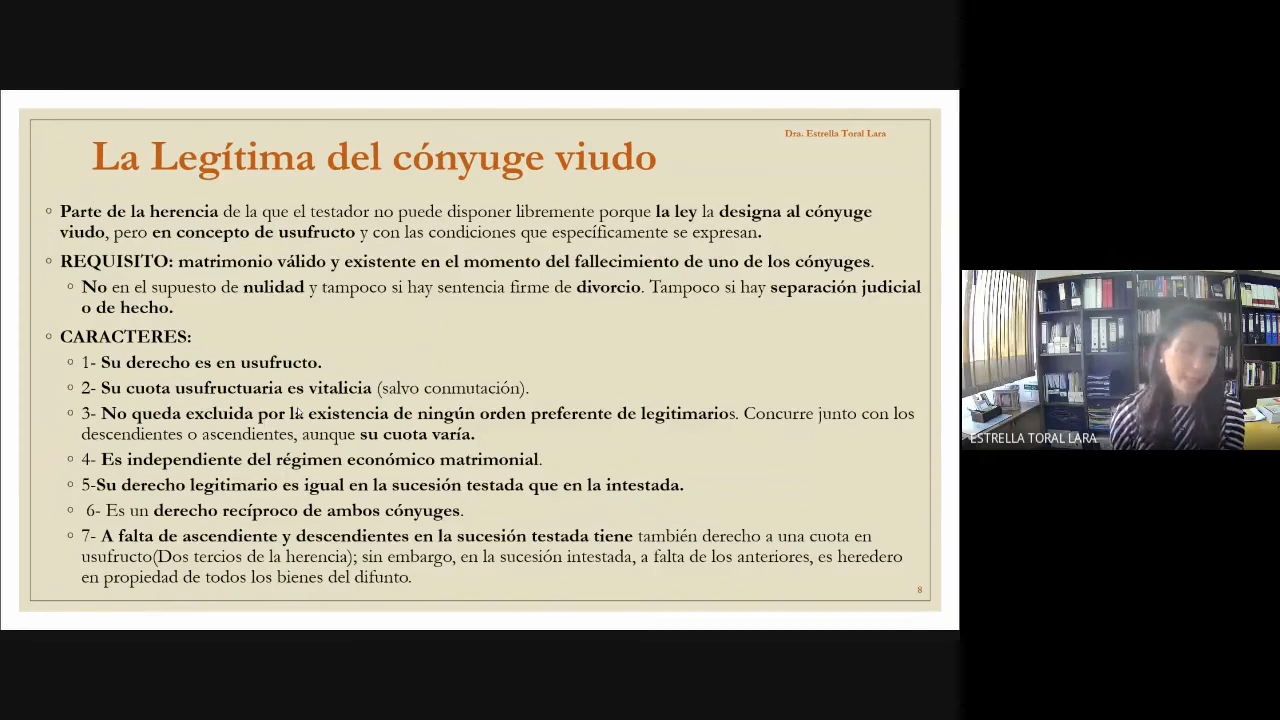 Dra. Estrella Toral Lara
La Legítima del cónyuge viudo
◦ Parte de la herencia de la que el testador no puede disponer libremente porque la ley la designa al cónyuge
viudo, pero en concepto de usufructo y con las condiciones que específicamente se expresan.
◦ REQUISITO: matrimonio válido y existente en el momento del fallecimiento de uno de los cónyuges.
◦ No en el supuesto de nulidad y tampoco si hay sentencia firme de divorcio. Tampoco si hay separación judicial
o de hecho.
◦ CARACTERES:
◦ 1- Su derecho es en usufructo.
◦ 2- Su cuota usufructuaria es vitalicia (salvo conmutación).
◦ 3- No queda excluida por la existencia de ningún orden preferente de legitimarios. Concurre junto con los
descendientes o ascendientes, aunque su cuota varía.
◦ 4- Es independiente del régimen económico matrimonial.
◦ 5-Su derecho legitimario es igual en la sucesión testada que en la intestada.
◦ 6- Es un derecho recíproco de ambos cónyuges.
◦ 7- A falta de ascendiente y descendientes en la sucesión testada tiene también derecho a una cuota en
usufructo(Dos tercios de la herencia); sin embargo, en la sucesión intestada, a falta de los anteriores, es heredero
en propiedad de todos los bienes del difunto.
8
ESTRELLA TORAL LARA